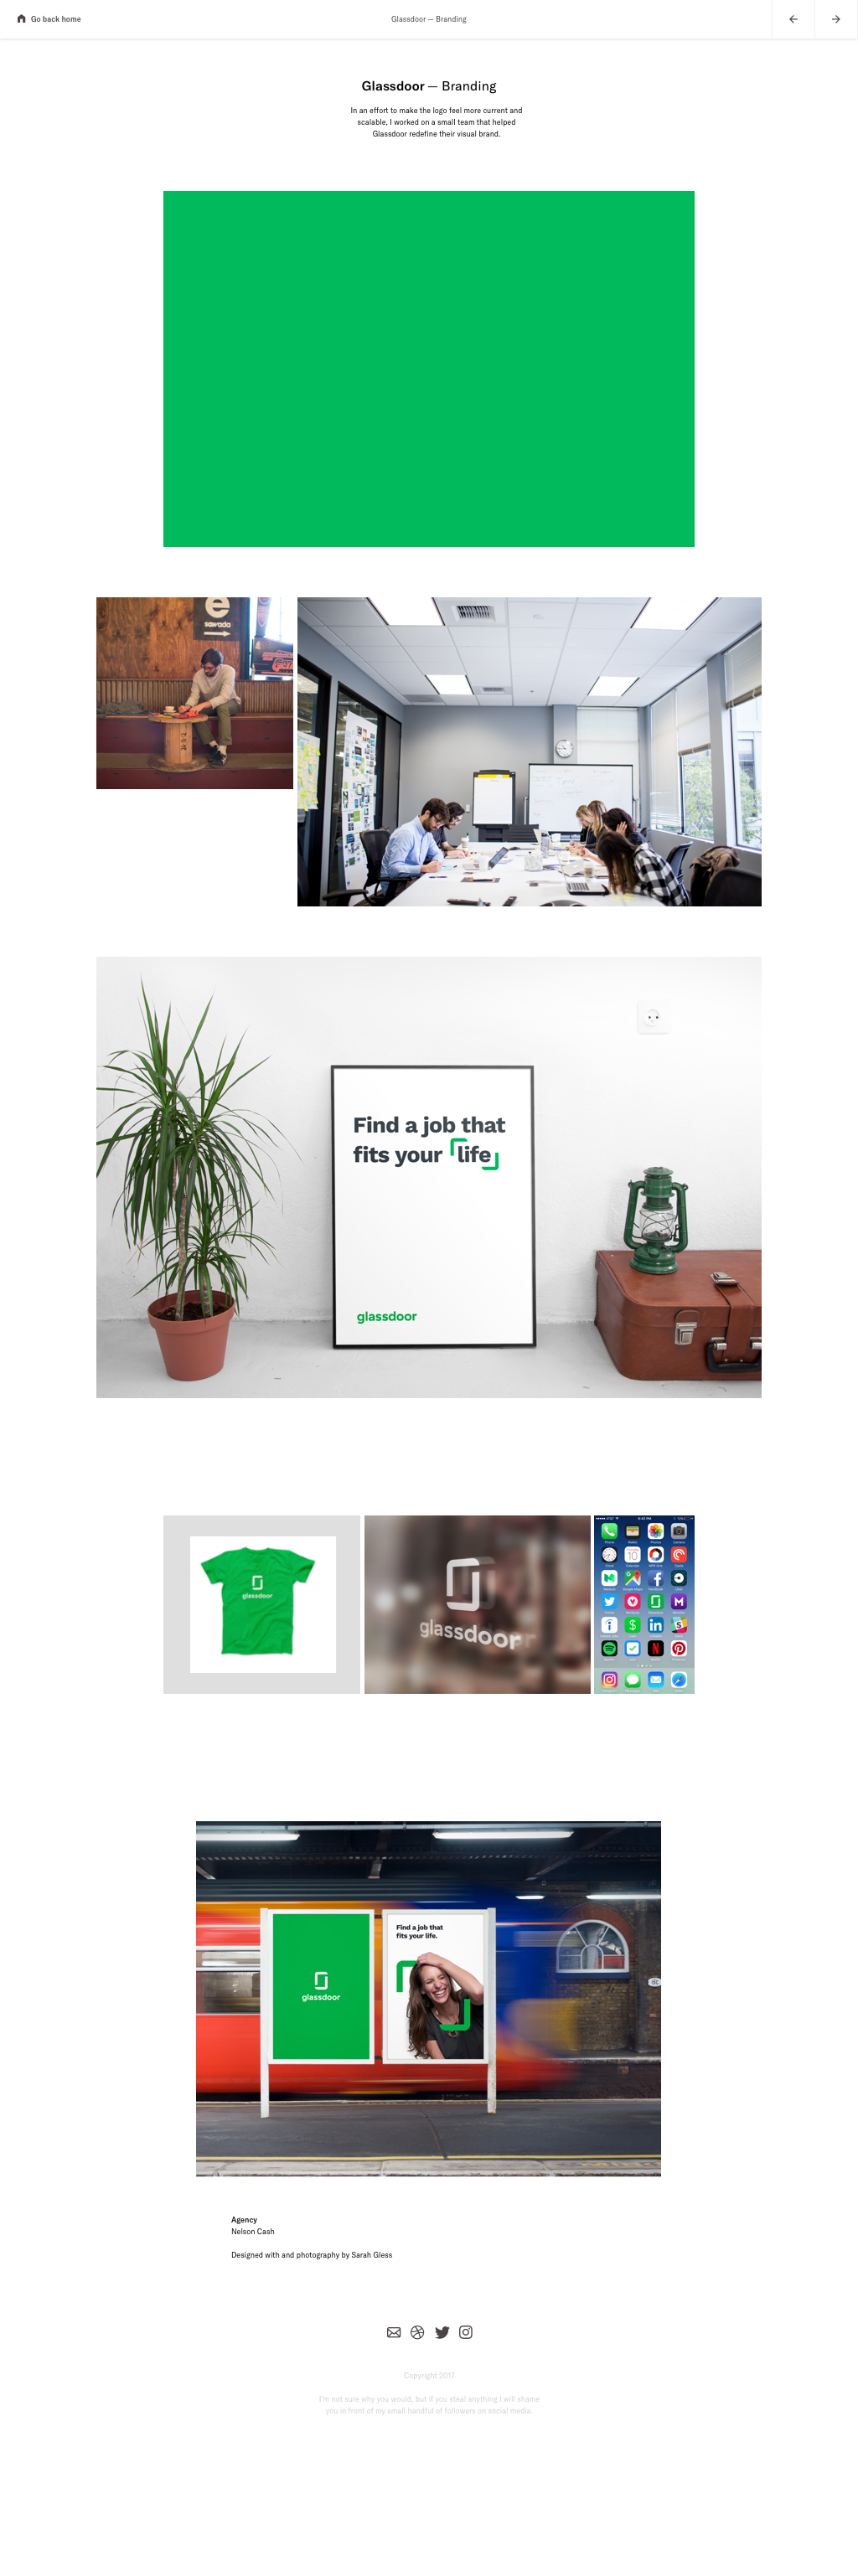 Go back home
Glassdoor — Branding
Glassdoor — Branding
In an effort to make the logo feel more current and
scalable, I worked on a small team that helped
Glassdoor redefine their visual brand.
sawada
Find a job that
fits your life
glassdoor
glassdoor
glassdoor
glassdoor
Find a job that
fits your life.
Agency
Nelson Cash
Designed with and photography by Sarah Gless
Copyright 2017
I'm not sure why you would, but if you steal anything I will shame
you in front of my small handful of followers on social media.